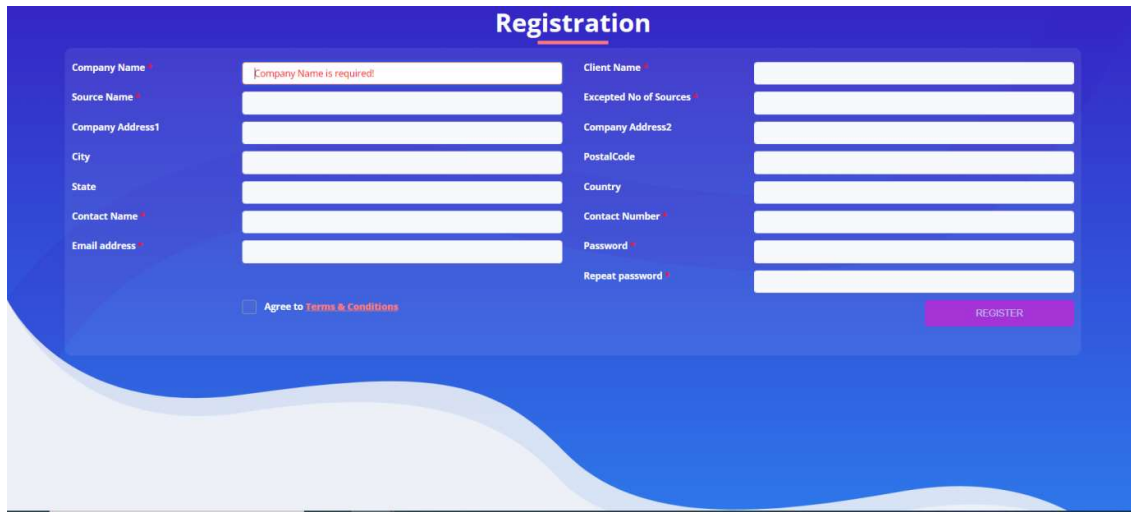 Registration
Company Name * Company Name is required! Client Name *
Source Name * Excepted No of Sources *
Company Address1 Company Address2
City PostalCode
State Country
Contact Name * Contact Number *
Email address * Password *
Repeat password *
Agree to Terms & Conditions REGISTER